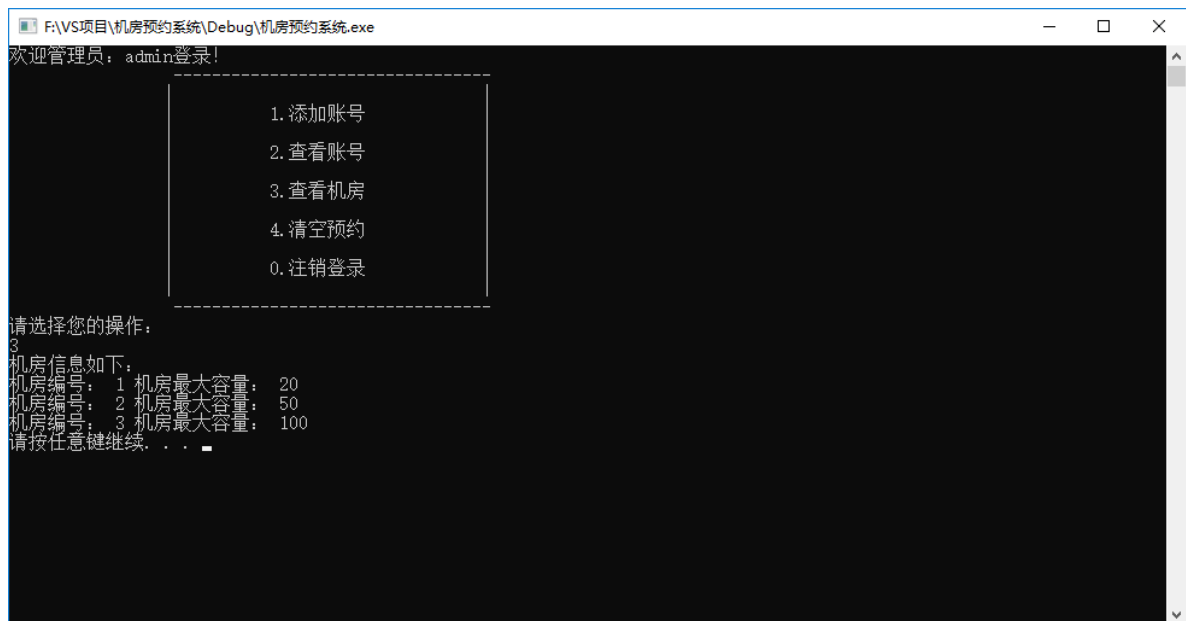 F:\VS项目\机房预约系统\Debug\机房预约系统.exe
欢迎管理员：admin登录！
---------------------------------
1.添加账号
2.查看账号
3.查看机房
4.清空预约
0.注销登录
---------------------------------
请选择您的操作：
3
机房信息如下：
机房编号： 1 机房最大容量： 20
机房编号： 2 机房最大容量： 50
机房编号： 3 机房最大容量： 100
请按任意键继续. . .